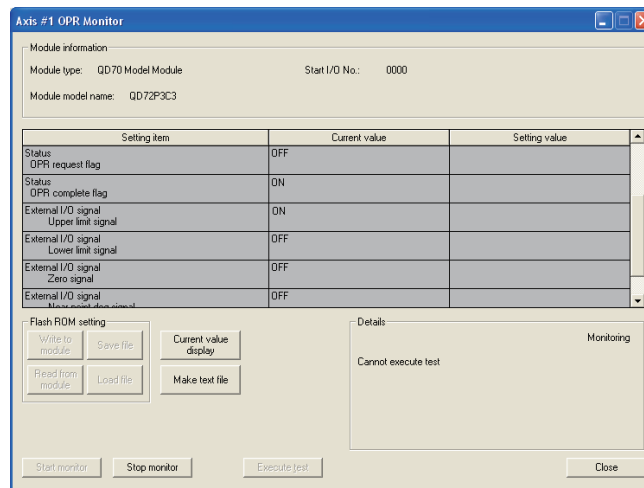 Axis #1 OPR Monitor
Module information
Module type: QD70 Model Module Start I/O No.: 0000
Module model name: QD72P3C3
Setting item Current value Setting value
Status OFF
OPR request flag
Status ON
OPR complete flag
External I/O signal ON
Upper limit signal
External I/O signal OFF
Lower limit signal
External I/O signal OFF
Zero signal
External I/O signal OFF
Near point dog signal
Flash ROM setting
Write to module
Save file
Current value display
Read from module
Load file
Make text file
Details
Monitoring
Cannot execute test
Start monitor Stop monitor Execute test Close